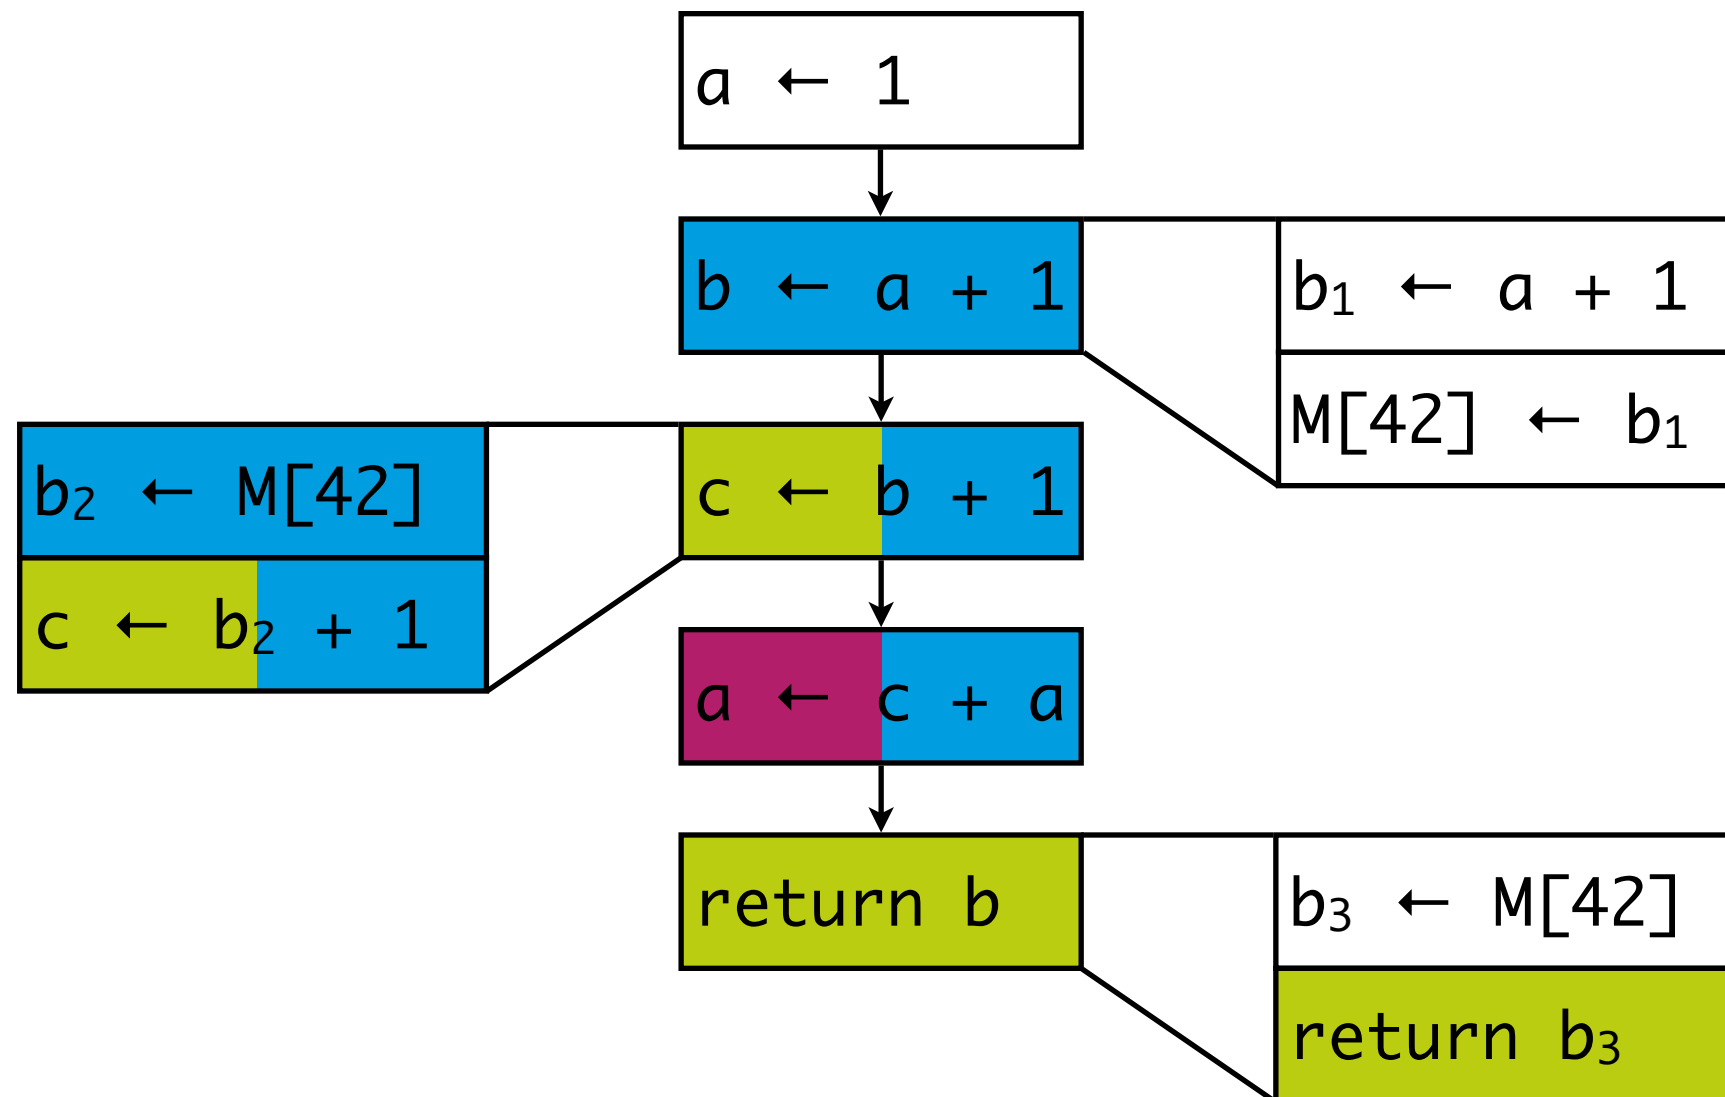 a ← 1
b ← a + 1
b₁ ← a + 1
M[42] ← b₁
b₂ ← M[42]
c ← b₂ + 1
c ← b + 1
a ← c + a
return b
b₃ ← M[42]
return b₃